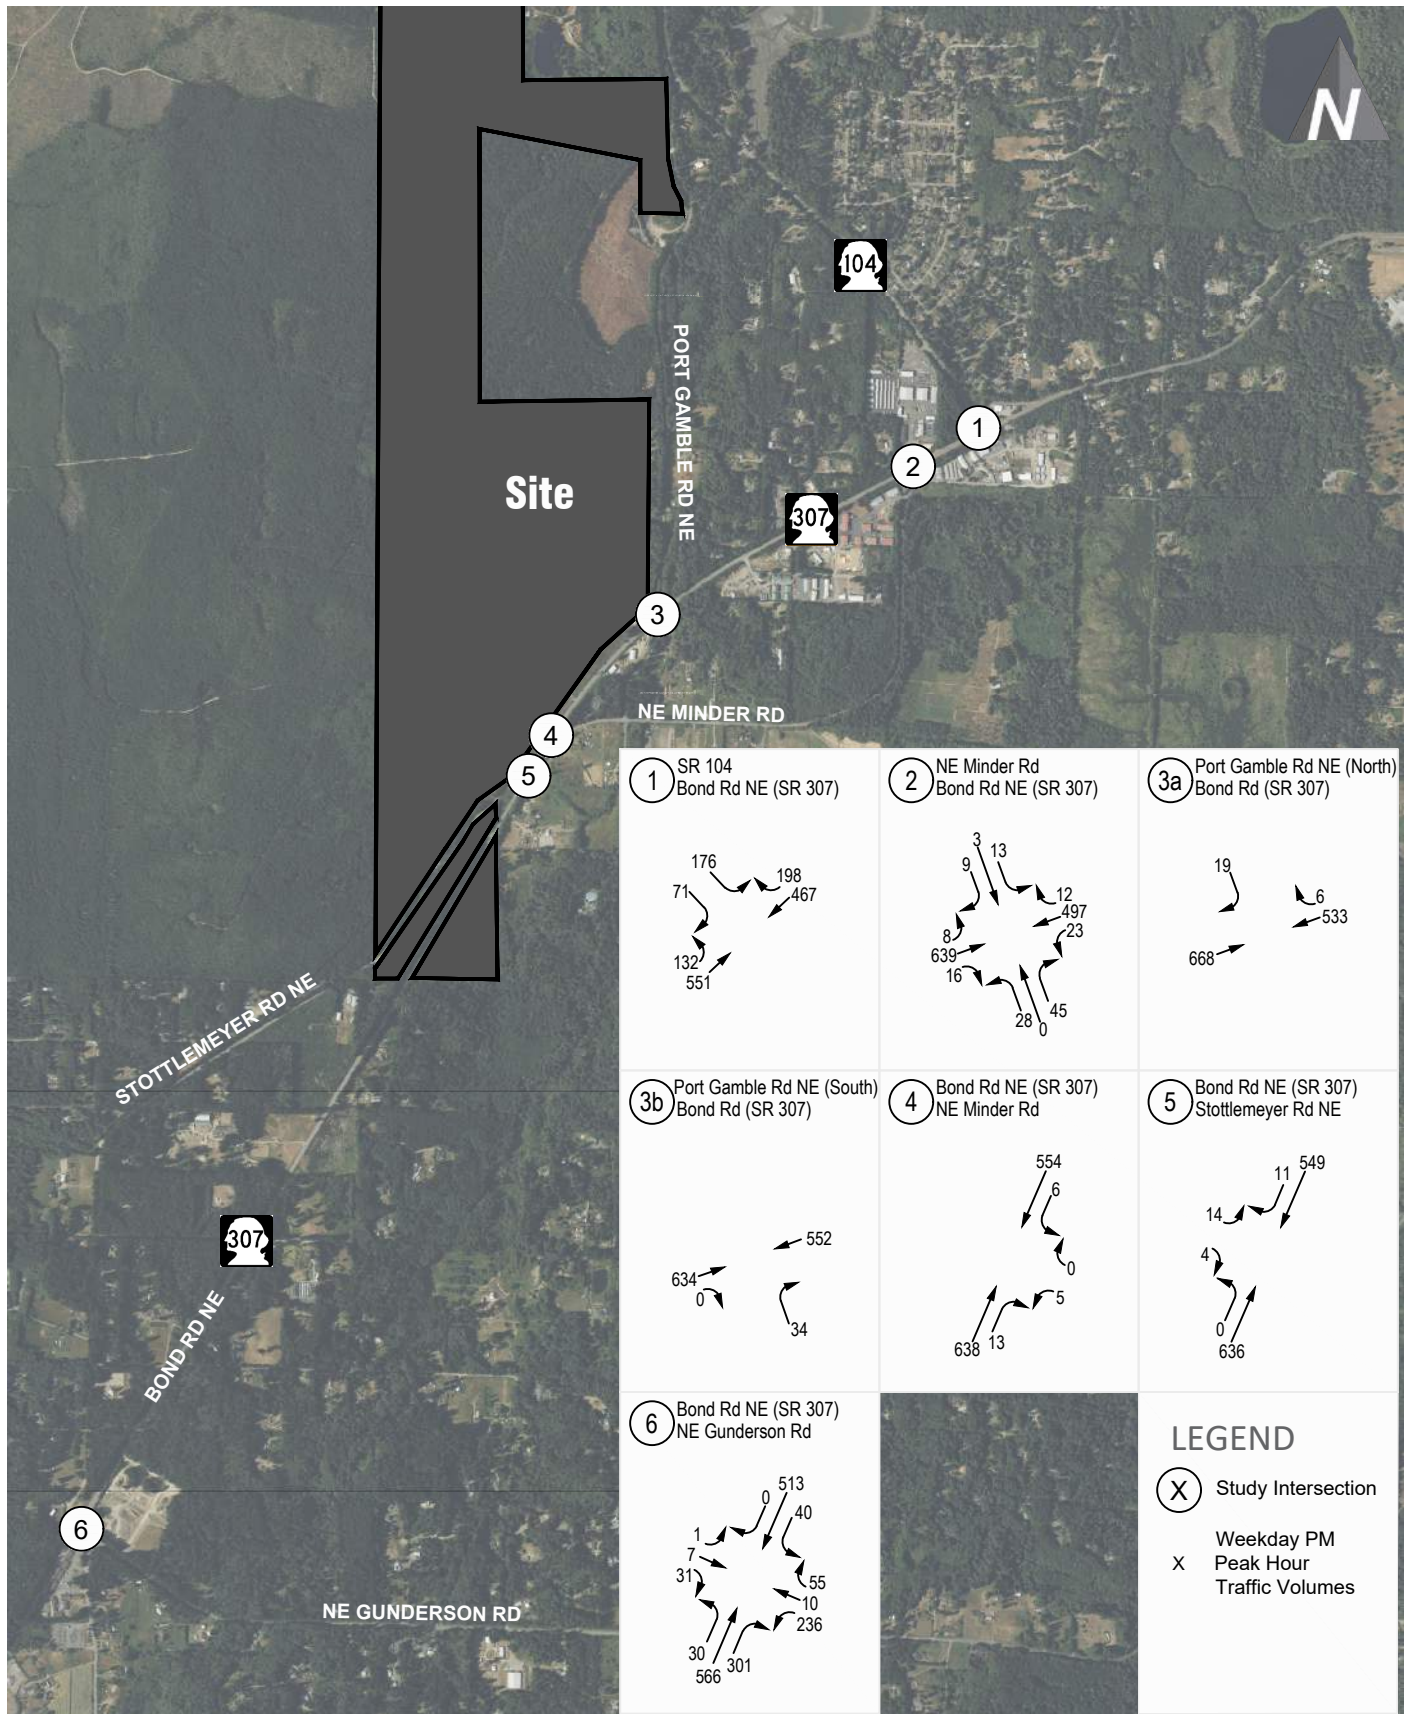 N
104
PORT GAMBLE RD NE
1
2
Site
307
3
NE MINDER RD
4
5
STOTTLEMEYER RD NE
307
BOND RD NE
6
NE GUNDERSON RD
1
SR 104
Bond Rd NE (SR 307)
176
71
198
467
132
551
2
NE Minder Rd
Bond Rd NE (SR 307)
3
13
9
12
497
23
8
639
16
45
28
0
3a
Port Gamble Rd NE (North)
Bond Rd (SR 307)
19
6
533
668
3b
Port Gamble Rd NE (South)
Bond Rd (SR 307)
552
634
0
34
4
Bond Rd NE (SR 307)
NE Minder Rd
554
6
0
5
638
13
5
Bond Rd NE (SR 307)
Stottlemeyer Rd NE
11
549
14
4
0
636
6
Bond Rd NE (SR 307)
NE Gunderson Rd
0
513
40
1
7
31
55
10
236
30
566
301
LEGEND
X
Study Intersection
X
Weekday PM
Peak Hour
Traffic Volumes